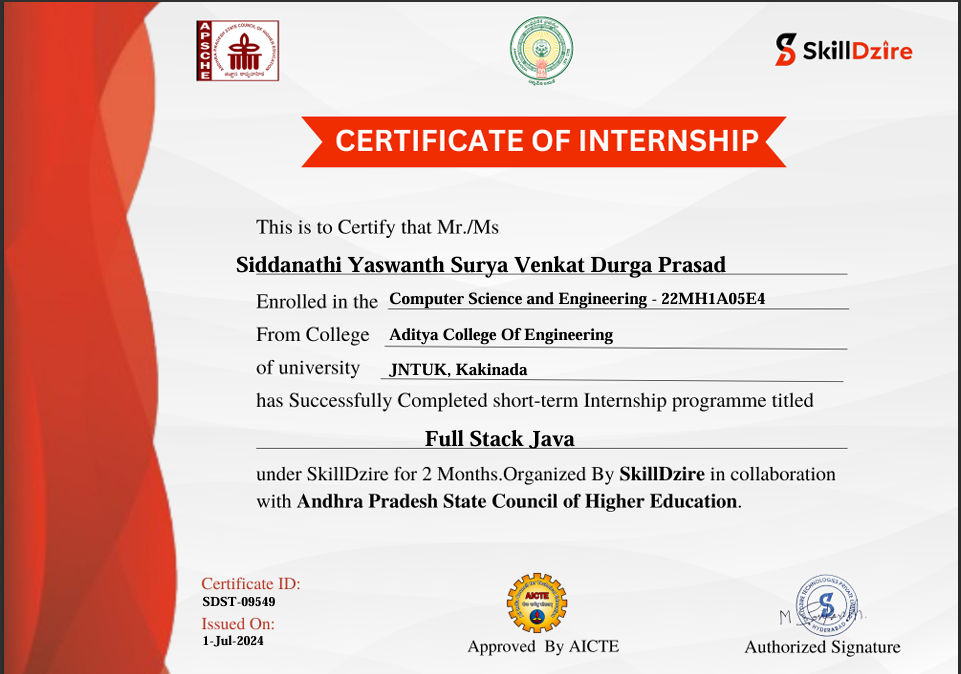 APSCHE
ANDHRA PRADESH STATE COUNCIL OF HIGHER EDUCATION
SkillDzire
CERTIFICATE OF INTERNSHIP
This is to Certify that Mr./Ms
Siddanathi Yaswanth Surya Venkat Durga Prasad
Enrolled in the Computer Science and Engineering - 22MH1A05E4
From College Aditya College Of Engineering
of university JNTUK, Kakinada
has Successfully Completed short-term Internship programme titled
Full Stack Java
under SkillDzire for 2 Months.Organized By SkillDzire in collaboration
with Andhra Pradesh State Council of Higher Education.
Certificate ID:
SDST-09549
Issued On:
1-Jul-2024
AICTE
Approved  By AICTE
HYDERABAD
Authorized Signature